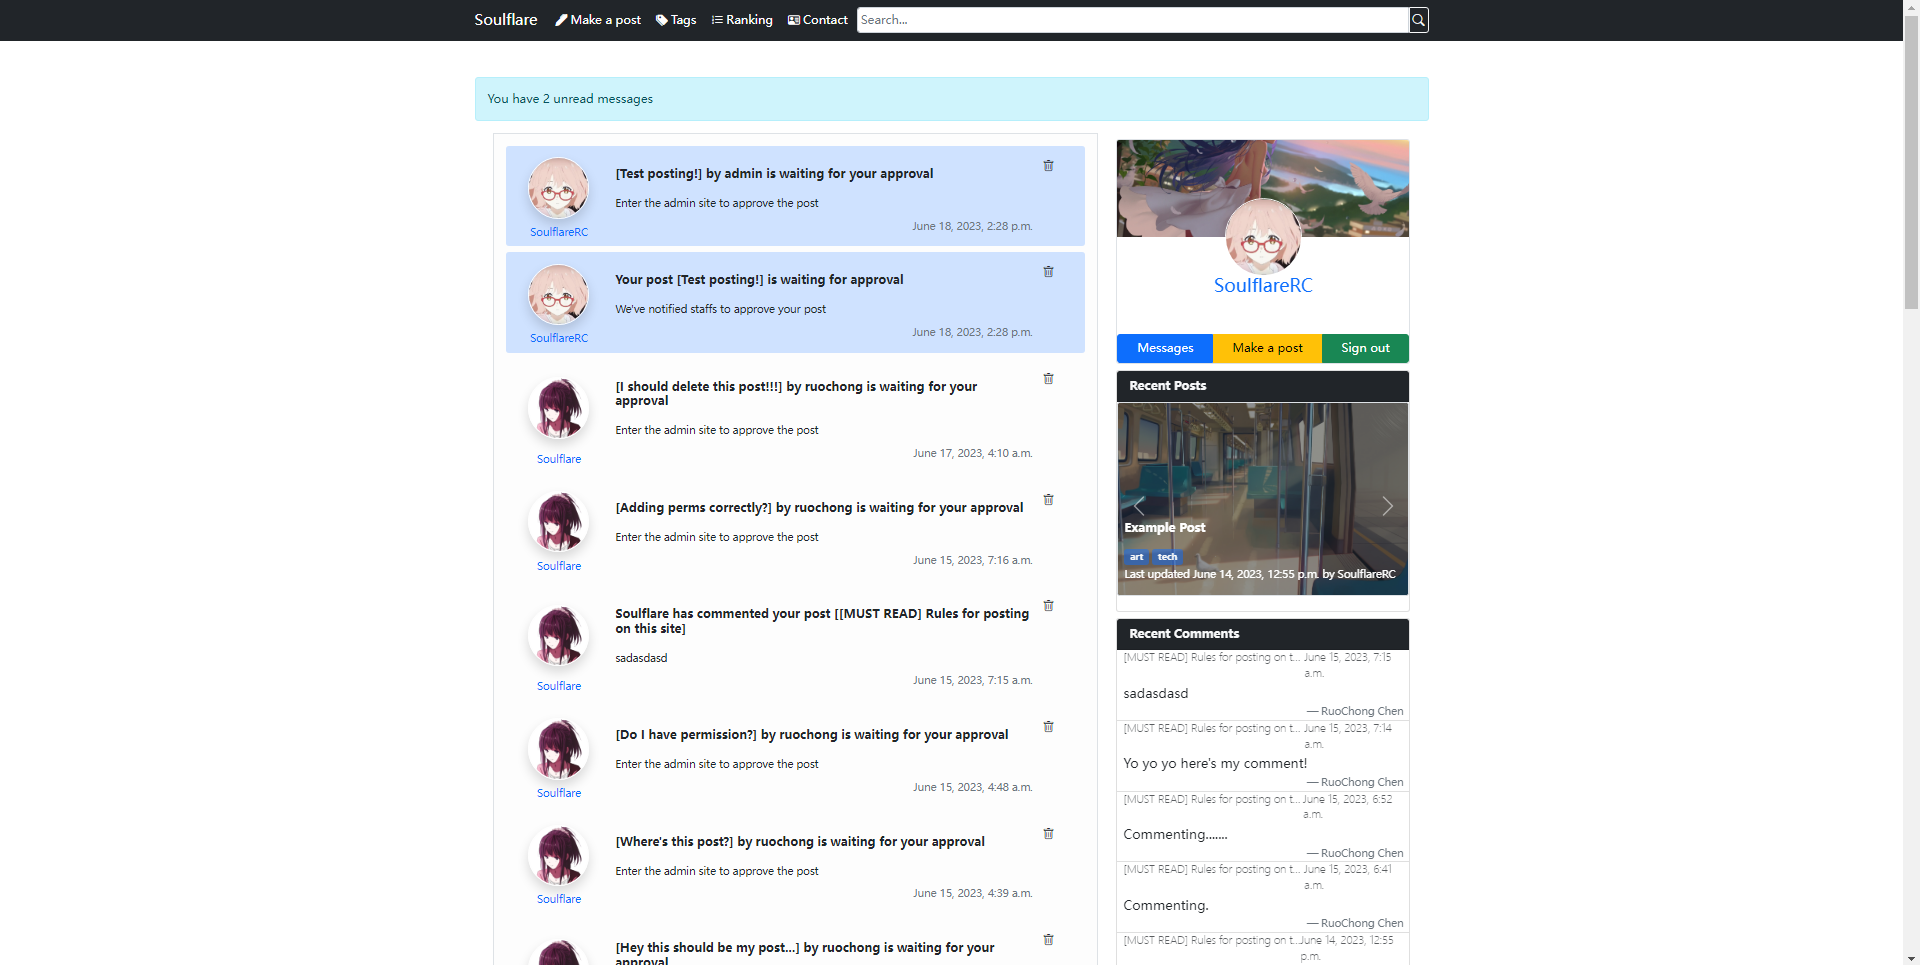 Soulflare
Make a post
Tags
Ranking
Contact
Search...
You have 2 unread messages
[Test posting!] by admin is waiting for your approval
Enter the admin site to approve the post
June 18, 2023, 2:28 p.m.
SoulflareRC
Your post [Test posting!] is waiting for approval
We've notified staffs to approve your post
June 18, 2023, 2:28 p.m.
SoulflareRC
[I should delete this post!!!] by ruochong is waiting for your
approval
Enter the admin site to approve the post
June 17, 2023, 4:10 a.m.
Soulflare
[Adding perms correctly?] by ruochong is waiting for your approval
Enter the admin site to approve the post
June 15, 2023, 7:16 a.m.
Soulflare
Soulflare has commented your post [[MUST READ] Rules for posting
on this site]
sadasdasd
June 15, 2023, 7:15 a.m.
Soulflare
[Do I have permission?] by ruochong is waiting for your approval
Enter the admin site to approve the post
June 15, 2023, 4:48 a.m.
Soulflare
[Where's this post?] by ruochong is waiting for your approval
Enter the admin site to approve the post
June 15, 2023, 4:39 a.m.
Soulflare
[Hey this should be my post...] by ruochong is waiting for your
approval
SoulflareRC
Messages
Make a post
Sign out
Recent Posts
Example Post
art tech
Last updated June 14, 2023, 12:55 p.m. by SoulflareRC
Recent Comments
[MUST READ] Rules for posting on t... June 15, 2023, 7:15
a.m.
sadasdasd
— RuoChong Chen
[MUST READ] Rules for posting on t... June 15, 2023, 7:14
a.m.
Yo yo yo here's my comment!
— RuoChong Chen
[MUST READ] Rules for posting on t... June 15, 2023, 6:52
a.m.
Commenting.......
— RuoChong Chen
[MUST READ] Rules for posting on t... June 15, 2023, 6:41
a.m.
Commenting.
— RuoChong Chen
[MUST READ] Rules for posting on t... June 14, 2023, 12:55
p.m.